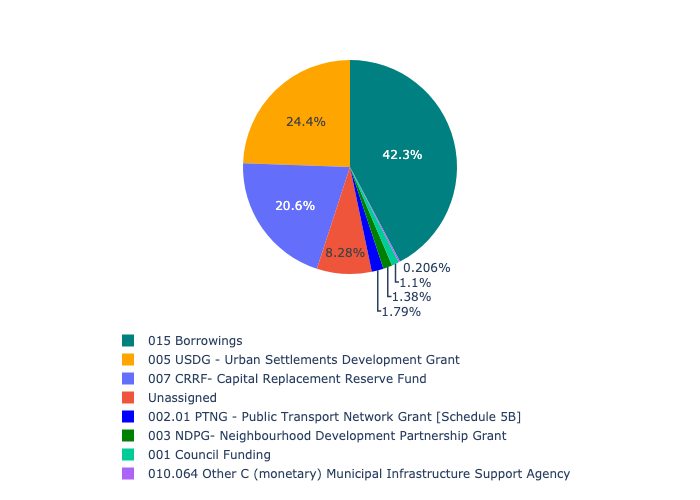 24.4%
42.3%
20.6%
8.28%
0.206%
1.1%
1.38%
1.79%
015 Borrowings
005 USDG - Urban Settlements Development Grant
007 CRRF- Capital Replacement Reserve Fund
Unassigned
002.01 PTNG - Public Transport Network Grant [Schedule 5B]
003 NDPG- Neighbourhood Development Partnership Grant
001 Council Funding
010.064 Other C (monetary) Municipal Infrastructure Support Agency